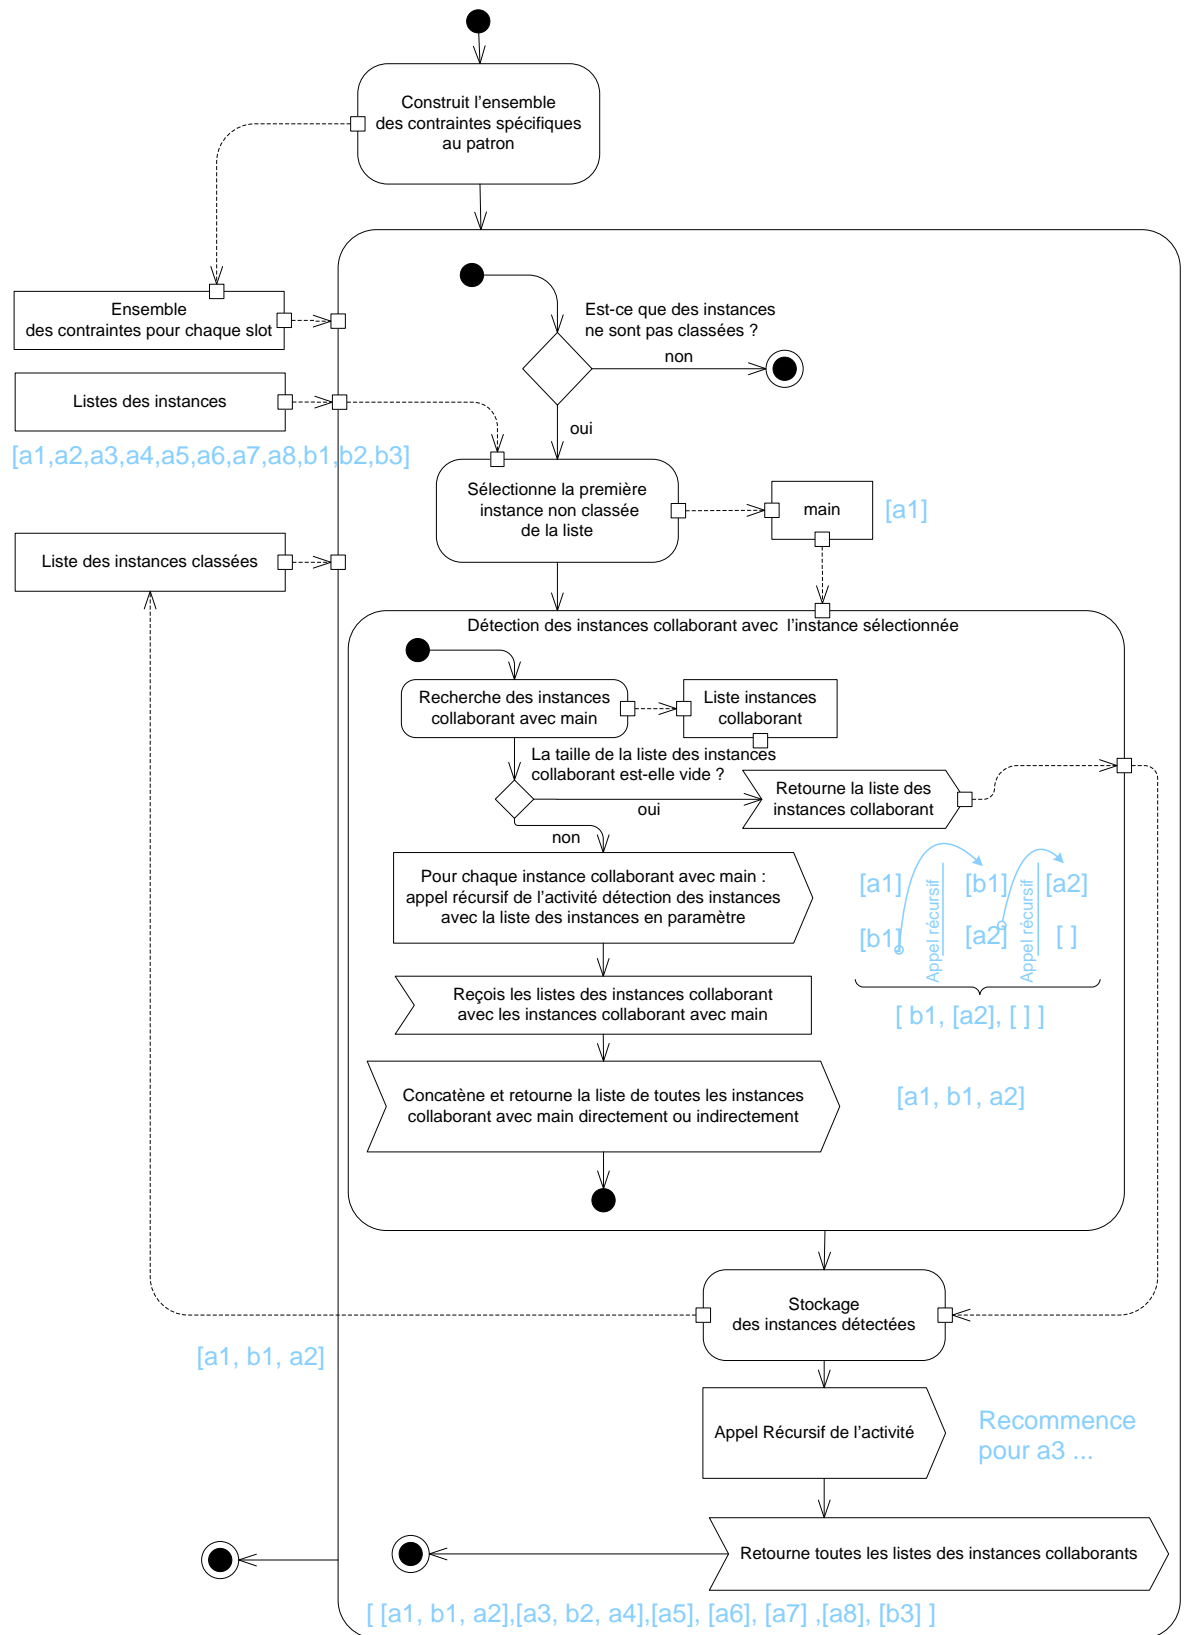 Construit l'ensemble
des contraintes spécifiques
au patron
Ensemble
des contraintes pour chaque slot
Est-ce que des instances
ne sont pas classées ?
non
Listes des instances
oui
[a1,a2,a3,a4,a5,a6,a7,a8,b1,b2,b3]
Sélectionne la première
instance non classée
de la liste
main
[a1]
Liste des instances classées
Détection des instances collaborant avec l'instance sélectionnée
Recherche des instances
collaborant avec main
Liste instances
collaborant
La taille de la liste des instances
collaborant est-elle vide ?
Retourne la liste des
instances collaborant
oui
non
Pour chaque instance collaborant avec main :
appel récursif de l'activité détection des instances
avec la liste des instances en paramètre
[a1]
[b1]
Appel récursif
[b1]
[a2]
Appel récursif
[a2]
[ ]
Reçois les listes des instances collaborant
avec les instances collaborant avec main
[ b1, [a2], [ ] ]
Concatène et retourne la liste de toutes les instances
collaborant avec main directement ou indirectement
[a1, b1, a2]
Stockage
des instances détectées
[a1, b1, a2]
Appel Récursif de l'activité
Recommence
pour a3 ...
Retourne toutes les listes des instances collaborants
[ [a1, b1, a2],[a3, b2, a4],[a5], [a6], [a7] ,[a8], [b3] ]